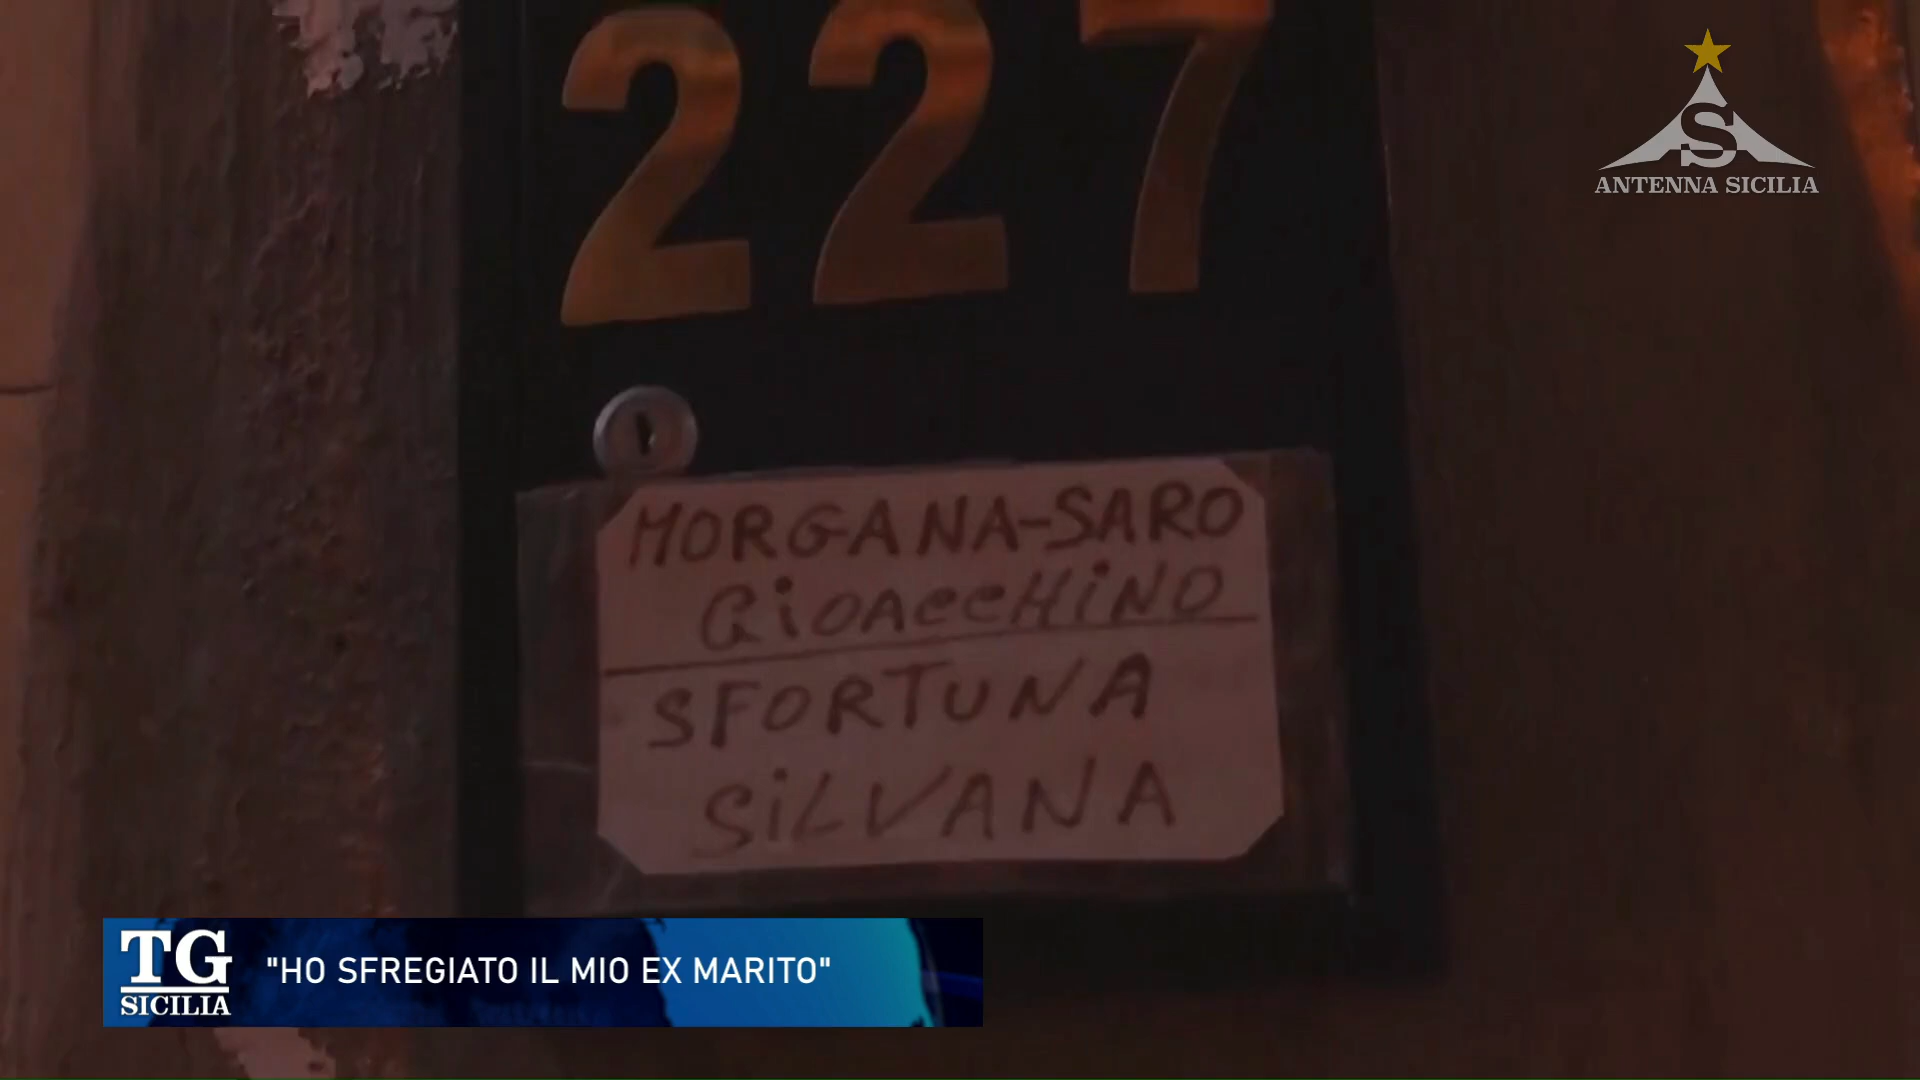 227
ANTENNA SICILIA
MORGANA-SARO
GiOACCHiNO
SFORTUNA
SiLVANA
TG
SICILIA
"HO SFREGIATO IL MIO EX MARITO"